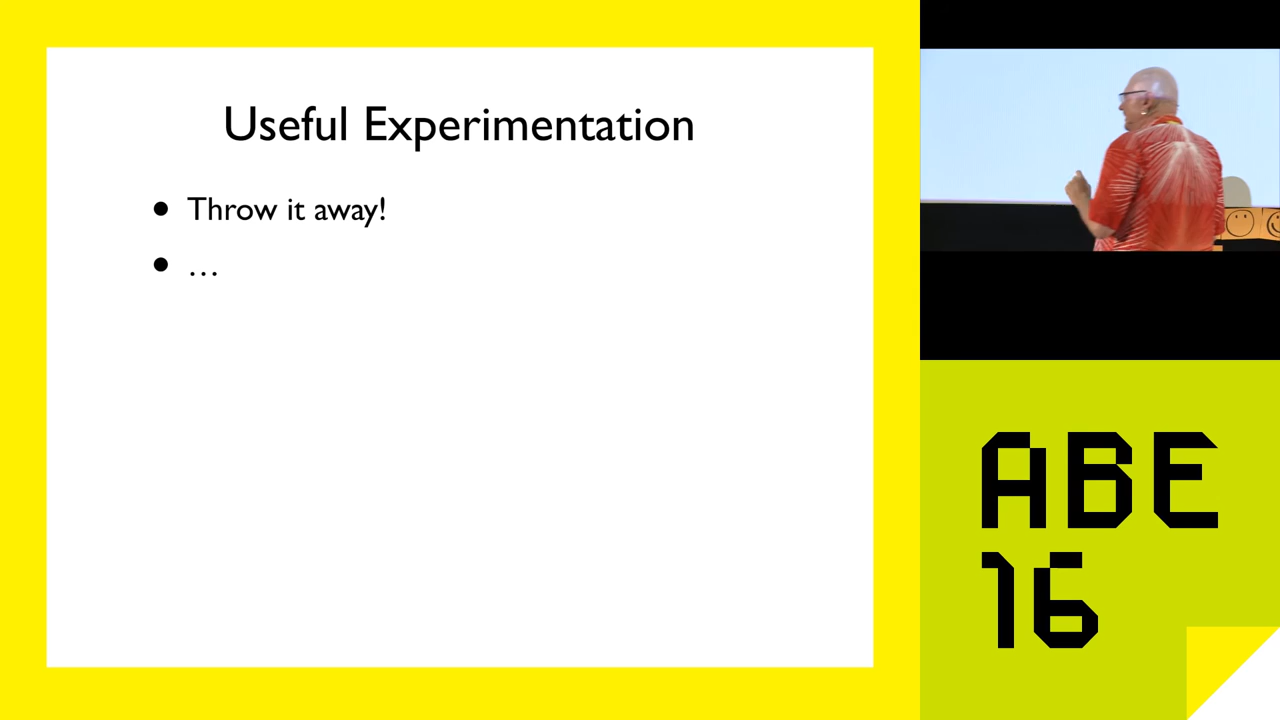 Useful Experimentation
• Throw it away!
• ...
ABE
16